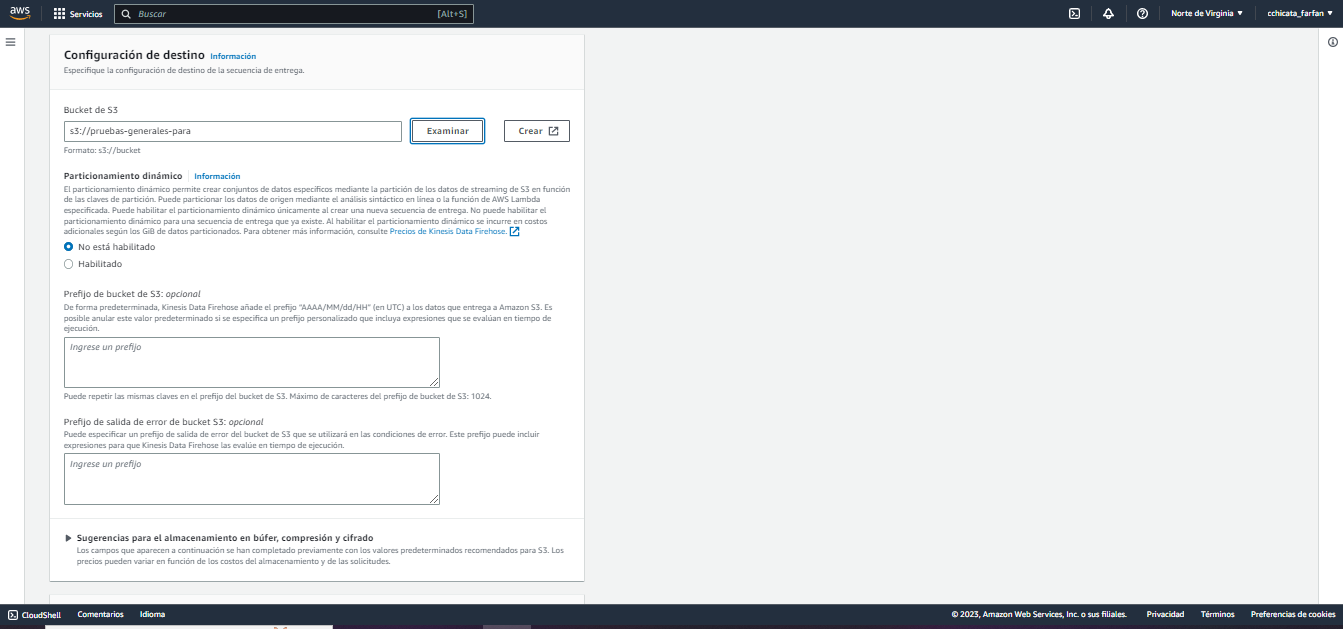 aws
Servicios
Buscar
[Alt+S]
Norte de Virginia
cchicata_farfan
Configuración de destino Información
Especifique la configuración de destino de la secuencia de entrega.
Bucket de S3
s3://pruebas-generales-para
Examinar
Crear
Formato: s3://bucket
Particionamiento dinámico Información
El particionamiento dinámico permite crear conjuntos de datos específicos mediante la partición de los datos de streaming de S3 en función
de las claves de partición. Puede particionar los datos de origen mediante el análisis sintáctico en línea o la función de AWS Lambda
especificada. Puede habilitar el particionamiento dinámico únicamente al crear una nueva secuencia de entrega. No puede habilitar el
particionamiento dinámico para una secuencia de entrega que ya existe. Al habilitar el particionamiento dinámico se incurre en costos
adicionales según los GiB de datos particionados. Para obtener más información, consulte Precios de Kinesis Data Firehose.
No está habilitado
Habilitado
Prefijo de bucket de S3: opcional
De forma predeterminada, Kinesis Data Firehose añade el prefijo "AAAA/MM/dd/HH" (en UTC) a los datos que entrega a Amazon S3. Es
posible anular este valor predeterminado si se especifica un prefijo personalizado que incluya expresiones que se evalúan en tiempo de
ejecución.
Ingrese un prefijo
Puede repetir las mismas claves en el prefijo del bucket de S3. Máximo de caracteres del prefijo de bucket de S3: 1024.
Prefijo de salida de error de bucket S3: opcional
Puede especificar un prefijo de salida de error del bucket de S3 que se utilizará en las condiciones de error. Este prefijo puede incluir
expresiones para que Kinesis Data Firehose las evalúe en tiempo de ejecución.
Ingrese un prefijo
Sugerencias para el almacenamiento en búfer, compresión y cifrado
Los campos que aparecen a continuación se han completado previamente con los valores predeterminados recomendados para S3. Los
precios pueden variar en función de los costos del almacenamiento y de las solicitudes.
CloudShell
Comentarios
Idioma
© 2023, Amazon Web Services, Inc. o sus filiales.
Privacidad
Términos
Preferencias de cookies